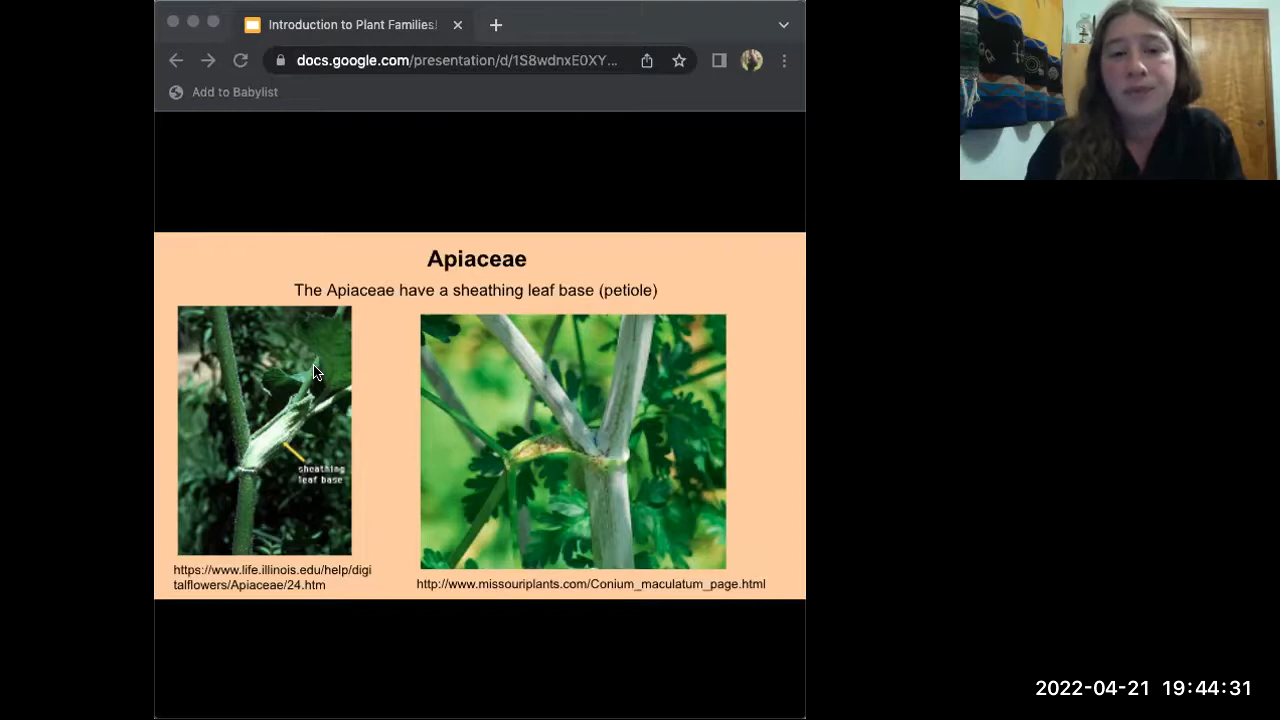 Introduction to Plant Families!
docs.google.com/presentation/d/1S8wdnxE0XY...
Add to Babylist
Apiaceae
The Apiaceae have a sheathing leaf base (petiole)
sheathing
leaf base
https://www.life.illinois.edu/help/digi
talflowers/Apiaceae/24.htm
http://www.missouriplants.com/Conium_maculatum_page.html
2022-04-21 19:44:31